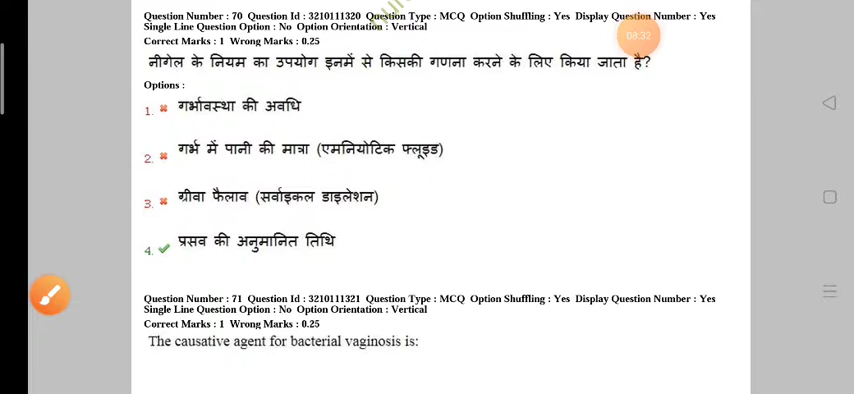 Question Number : 70 Question Id : 3210111320 Question Type : MCQ Option Shuffling : Yes Display Question Number : Yes
Single Line Question Option : No Option Orientation : Vertical
Correct Marks : 1 Wrong Marks : 0.25
08:32
नीगेल के नियम का उपयोग इनमें से किसकी गणना करने के लिए किया जाता है?
Options :
1. गर्भावस्था की अवधि
2. गर्भ में पानी की मात्रा (एमनियोटिक फ्लूइड)
3. ग्रीवा फैलाव (सर्वाइकल डाइलेशन)
4. प्रसव की अनुमानित तिथि
Question Number : 71 Question Id : 3210111321 Question Type : MCQ Option Shuffling : Yes Display Question Number : Yes
Single Line Question Option : No Option Orientation : Vertical
Correct Marks : 1 Wrong Marks : 0.25
The causative agent for bacterial vaginosis is: